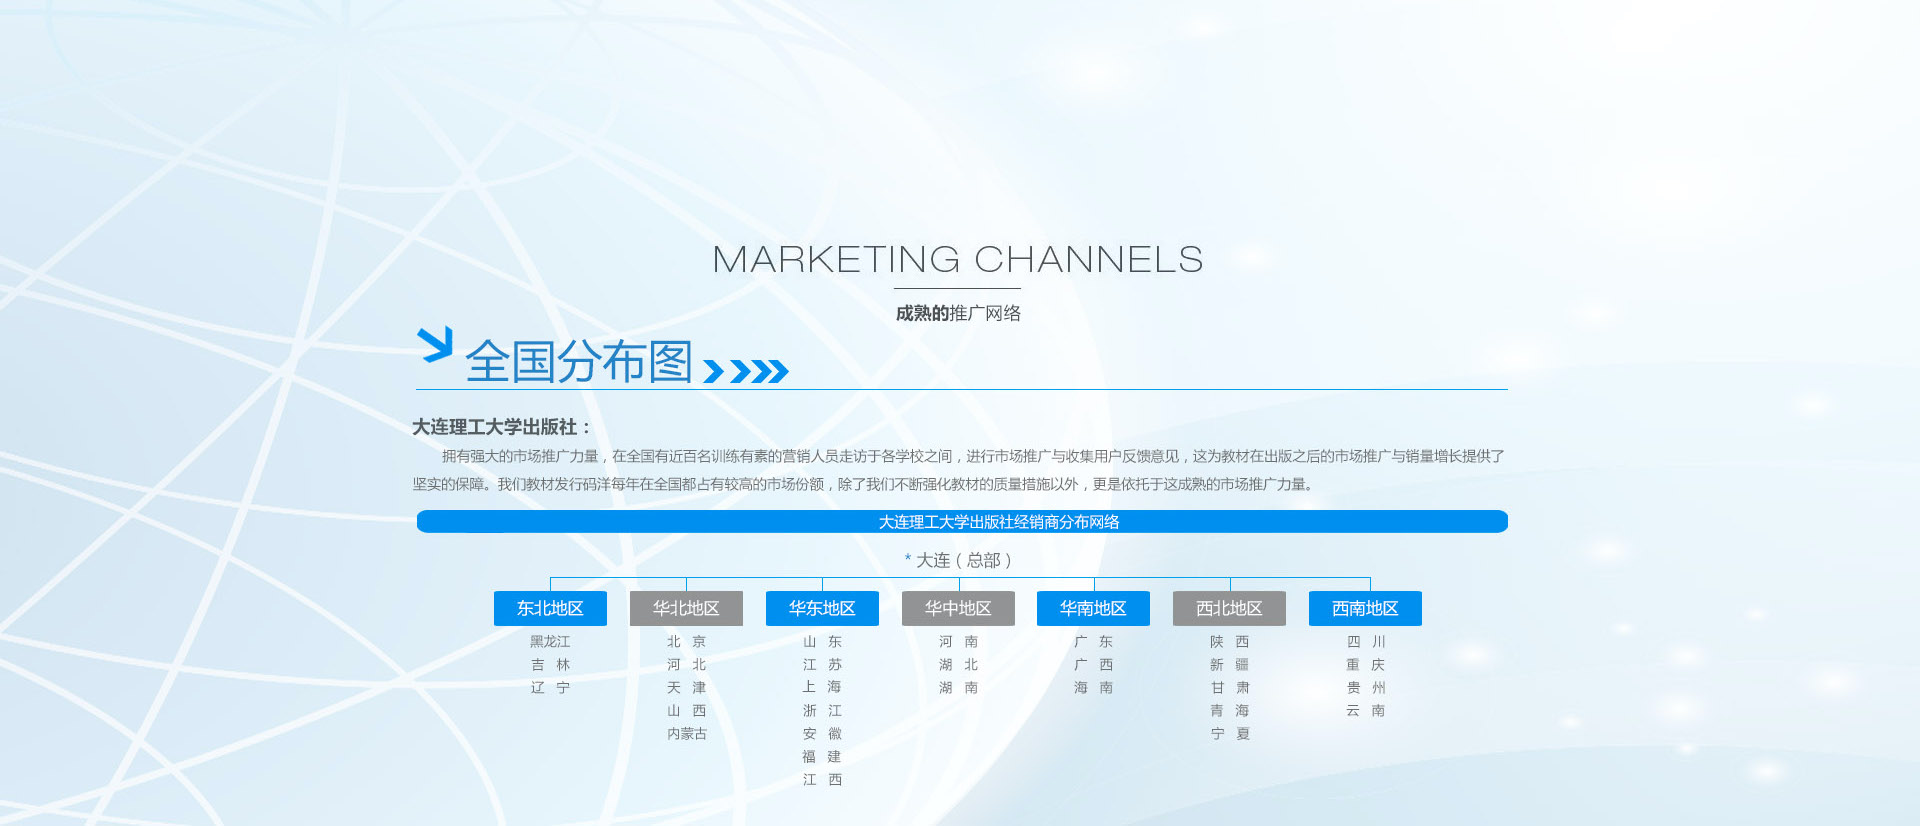 MARKETING CHANNELS
成熟的推广网络
全国分布图
大连理工大学出版社：
拥有强大的市场推广力量，在全国有近百名训练有素的营销人员走访于各学校之间，进行市场推广与收集用户反馈意见，这为教材在出版之后的市场推广与销量增长提供了
坚实的保障。我们教材发行码洋每年在全国都占有较高的市场份额，除了我们不断强化教材的质量措施以外，更是依托于这成熟的市场推广力量。
大连理工大学出版社经销商分布网络
* 大连（总部）
东北地区
黑龙江
吉 林
辽 宁
华北地区
北 京
河 北
天 津
山 西
内蒙古
华东地区
山 东
江 苏
上 海
浙 江
安 徽
福 建
江 西
华中地区
河 南
湖 北
湖 南
华南地区
广 东
广 西
海 南
西北地区
陕 西
新 疆
甘 肃
青 海
宁 夏
西南地区
四 川
重 庆
贵 州
云 南